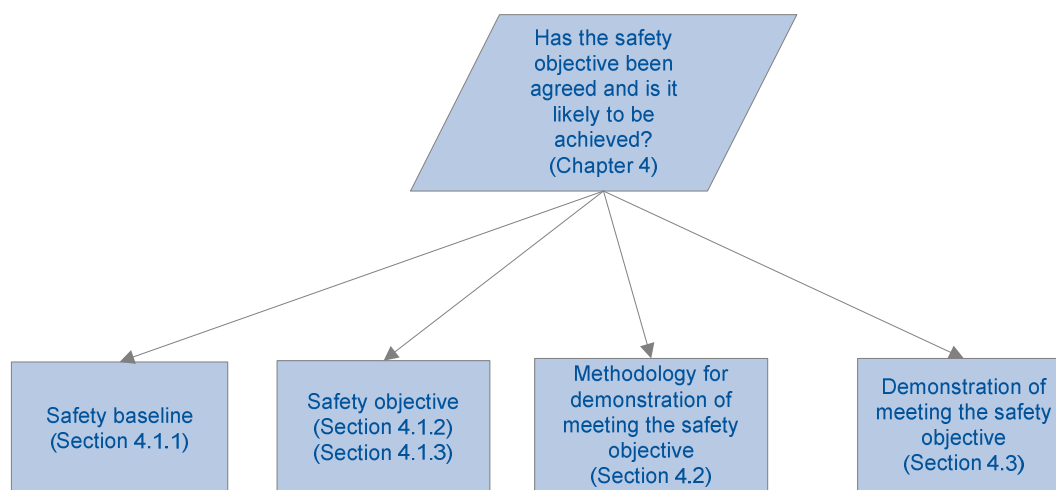 Has the safety
objective been
agreed and is it
likely to be
achieved?
(Chapter 4)
Safety baseline
(Section 4.1.1)
Safety objective
(Section 4.1.2)
(Section 4.1.3)
Methodology for
demonstration of
meeting the safety
objective
(Section 4.2)
Demonstration of
meeting the safety
objective
(Section 4.3)